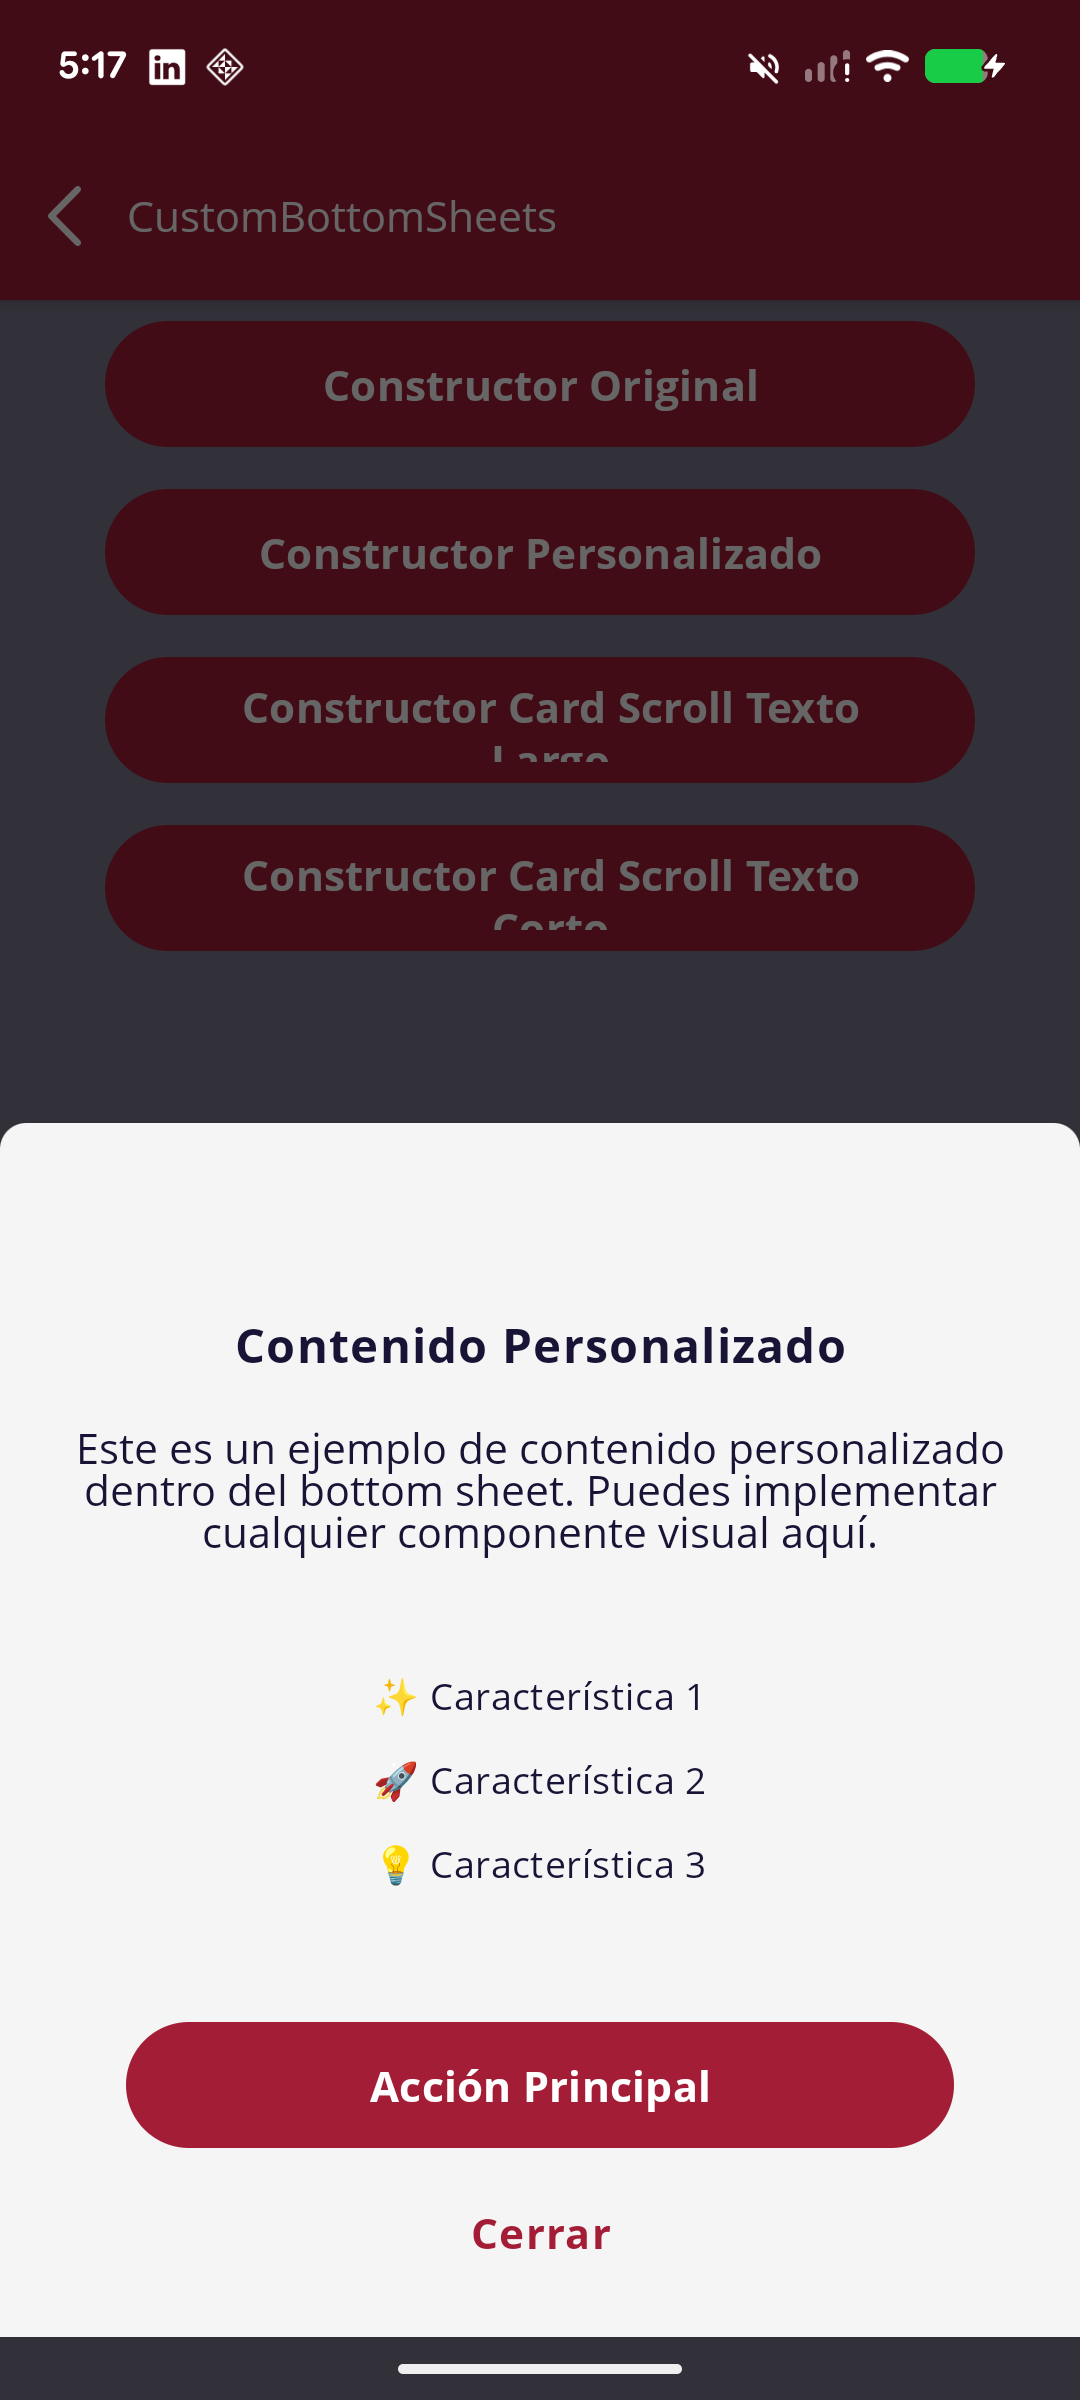 5:17
CustomBottomSheets
Constructor Original
Constructor Personalizado
Constructor Card Scroll Texto
Largo
Constructor Card Scroll Texto
Corto
Contenido Personalizado
Este es un ejemplo de contenido personalizado
dentro del bottom sheet. Puedes implementar
cualquier componente visual aquí.
✨ Característica 1
🚀 Característica 2
💡 Característica 3
Acción Principal
Cerrar